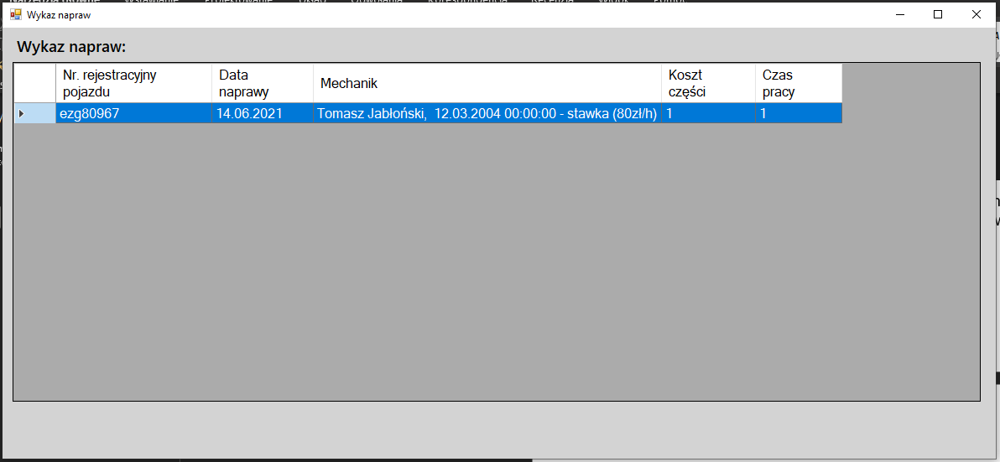 Wykaz napraw
Wykaz napraw:
Nr. rejestracyjny
pojazdu
Data
naprawy
Mechanik
Koszt
części
Czas
pracy
ezg80967 14.06.2021 Tomasz Jabłoński,  12.03.2004 00:00:00 - stawka (80zł/h) 1 1